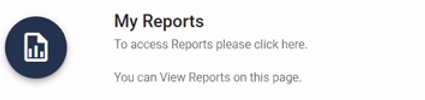 My Reports
To access Reports please click here.
You can View Reports on this page.